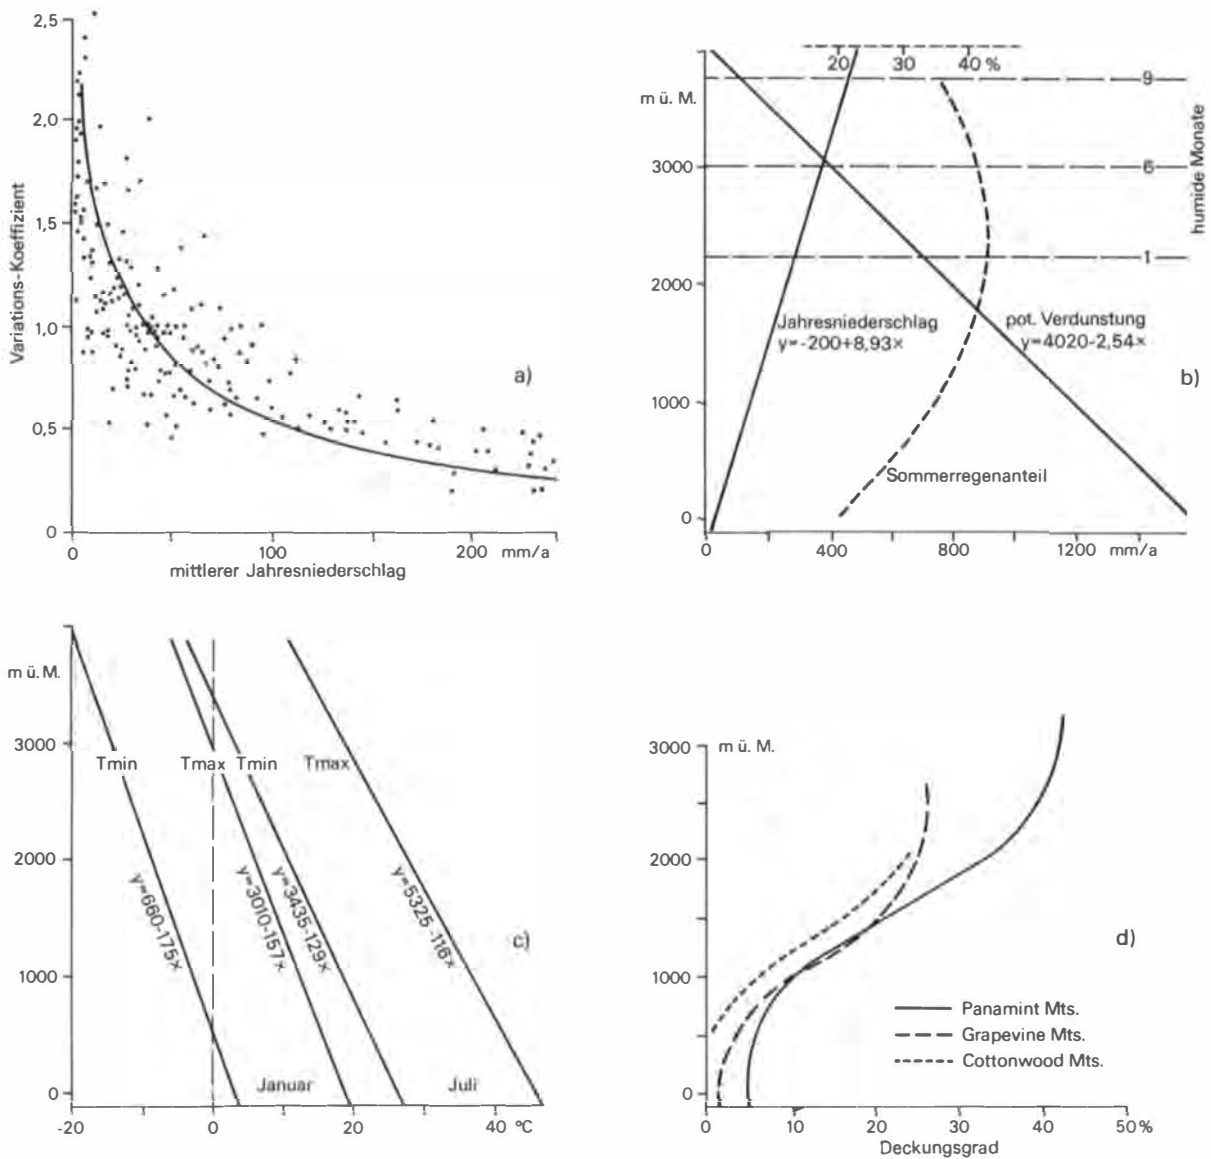 2,5
2,0
1,5
1,0
0,5
0
Variations-Koeffizient
a)
0 100 200 mm/a
mittlerer Jahresniederschlag
20 30 40 %
m ü. M.
3000
2000
1000
0
9
6
1
humide Monate
Jahresniederschlag
y=-200+8,93x
pot. Verdunstung
y=4020-2,54x
b)
Sommerregenanteil
0 400 800 1200 mm/a
m ü. M.
3000
2000
1000
0
Tmin Tmax Tmin Tmax
y=660-175x
y=3010-157x
y=3435-129x
y=5325-116x
c)
Januar Juli
-20 0 20 40 °C
3000 m ü. M.
2000
1000
0
d)
Panamint Mts.
Grapevine Mts.
Cottonwood Mts.
0 10 20 30 40 50 %
Deckungsgrad